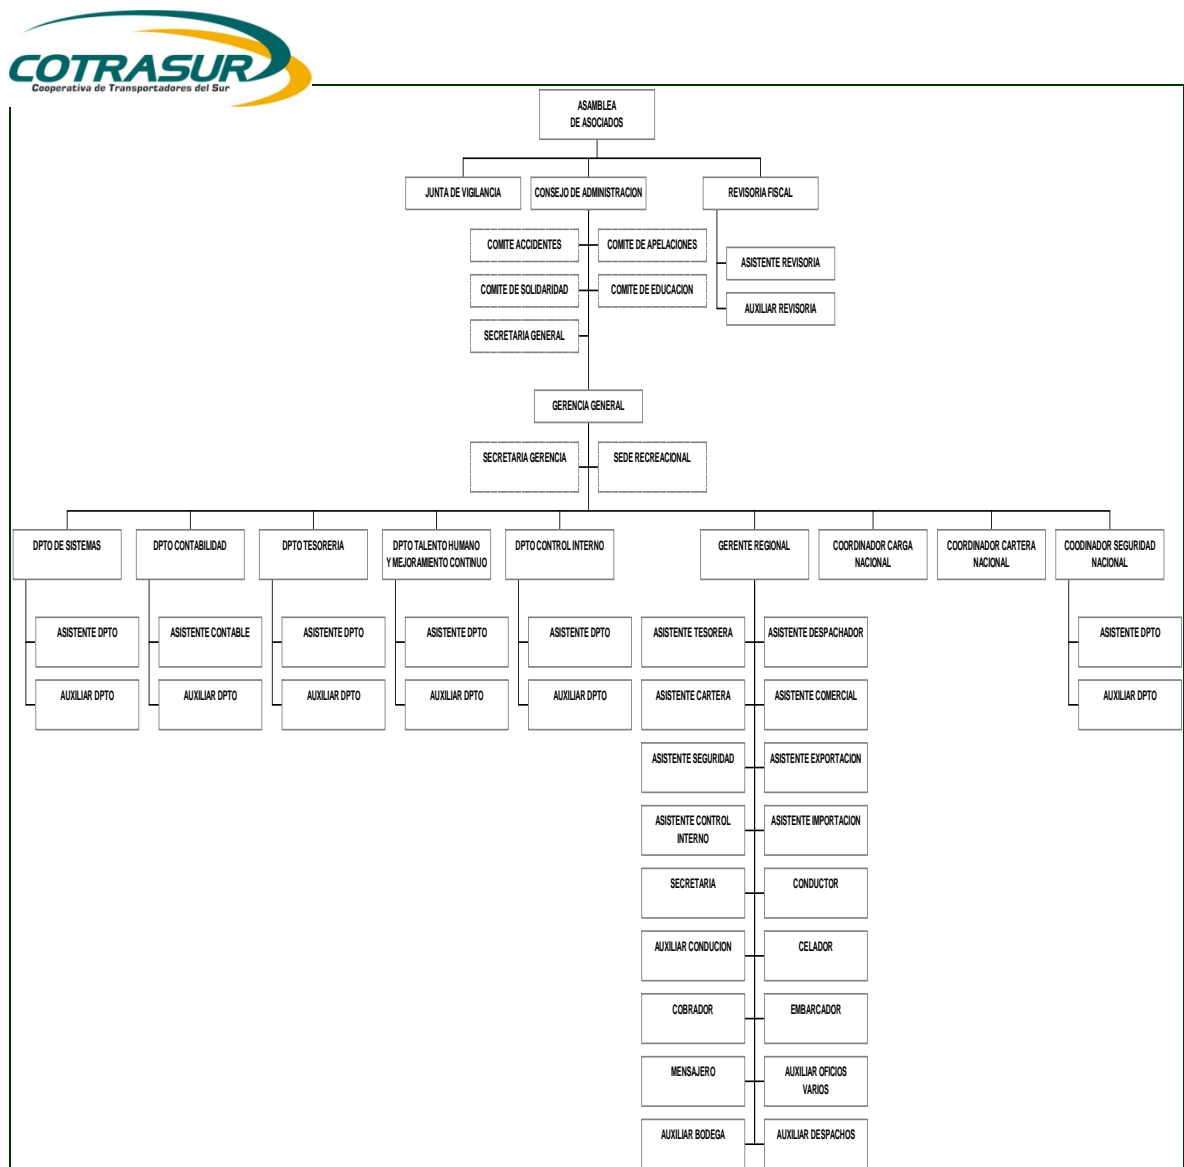 COTRASUR
Cooperativa de Transportadores del Sur
ASAMBLEA
DE ASOCIADOS
JUNTA DE VIGILANCIA
CONSEJO DE ADMINISTRACION
REVISORIA FISCAL
COMITE ACCIDENTES
COMITE DE APELACIONES
ASISTENTE REVISORIA
COMITE DE SOLIDARIDAD
COMITE DE EDUCACION
AUXILIAR REVISORIA
SECRETARIA GENERAL
GERENCIA GENERAL
SECRETARIA GERENCIA
SEDE RECREACIONAL
DPTO DE SISTEMAS
DPTO CONTABILIDAD
DPTO TESORERIA
DPTO TALENTO HUMANO
Y MEJORAMIENTO CONTINUO
DPTO CONTROL INTERNO
GERENTE REGIONAL
COORDINADOR CARGA
NACIONAL
COORDINADOR CARTERA
NACIONAL
COODINADOR SEGURIDAD
NACIONAL
ASISTENTE DPTO
ASISTENTE CONTABLE
ASISTENTE DPTO
ASISTENTE DPTO
ASISTENTE DPTO
ASISTENTE TESORERA
ASISTENTE DESPACHADOR
ASISTENTE DPTO
AUXILIAR DPTO
AUXILIAR DPTO
AUXILIAR DPTO
AUXILIAR DPTO
AUXILIAR DPTO
ASISTENTE CARTERA
ASISTENTE COMERCIAL
AUXILIAR DPTO
ASISTENTE SEGURIDAD
ASISTENTE EXPORTACION
ASISTENTE CONTROL
INTERNO
ASISTENTE IMPORTACION
SECRETARIA
CONDUCTOR
AUXILIAR CONDUCION
CELADOR
COBRADOR
EMBARCADOR
MENSAJERO
AUXILIAR OFICIOS
VARIOS
AUXILIAR BODEGA
AUXILIAR DESPACHOS